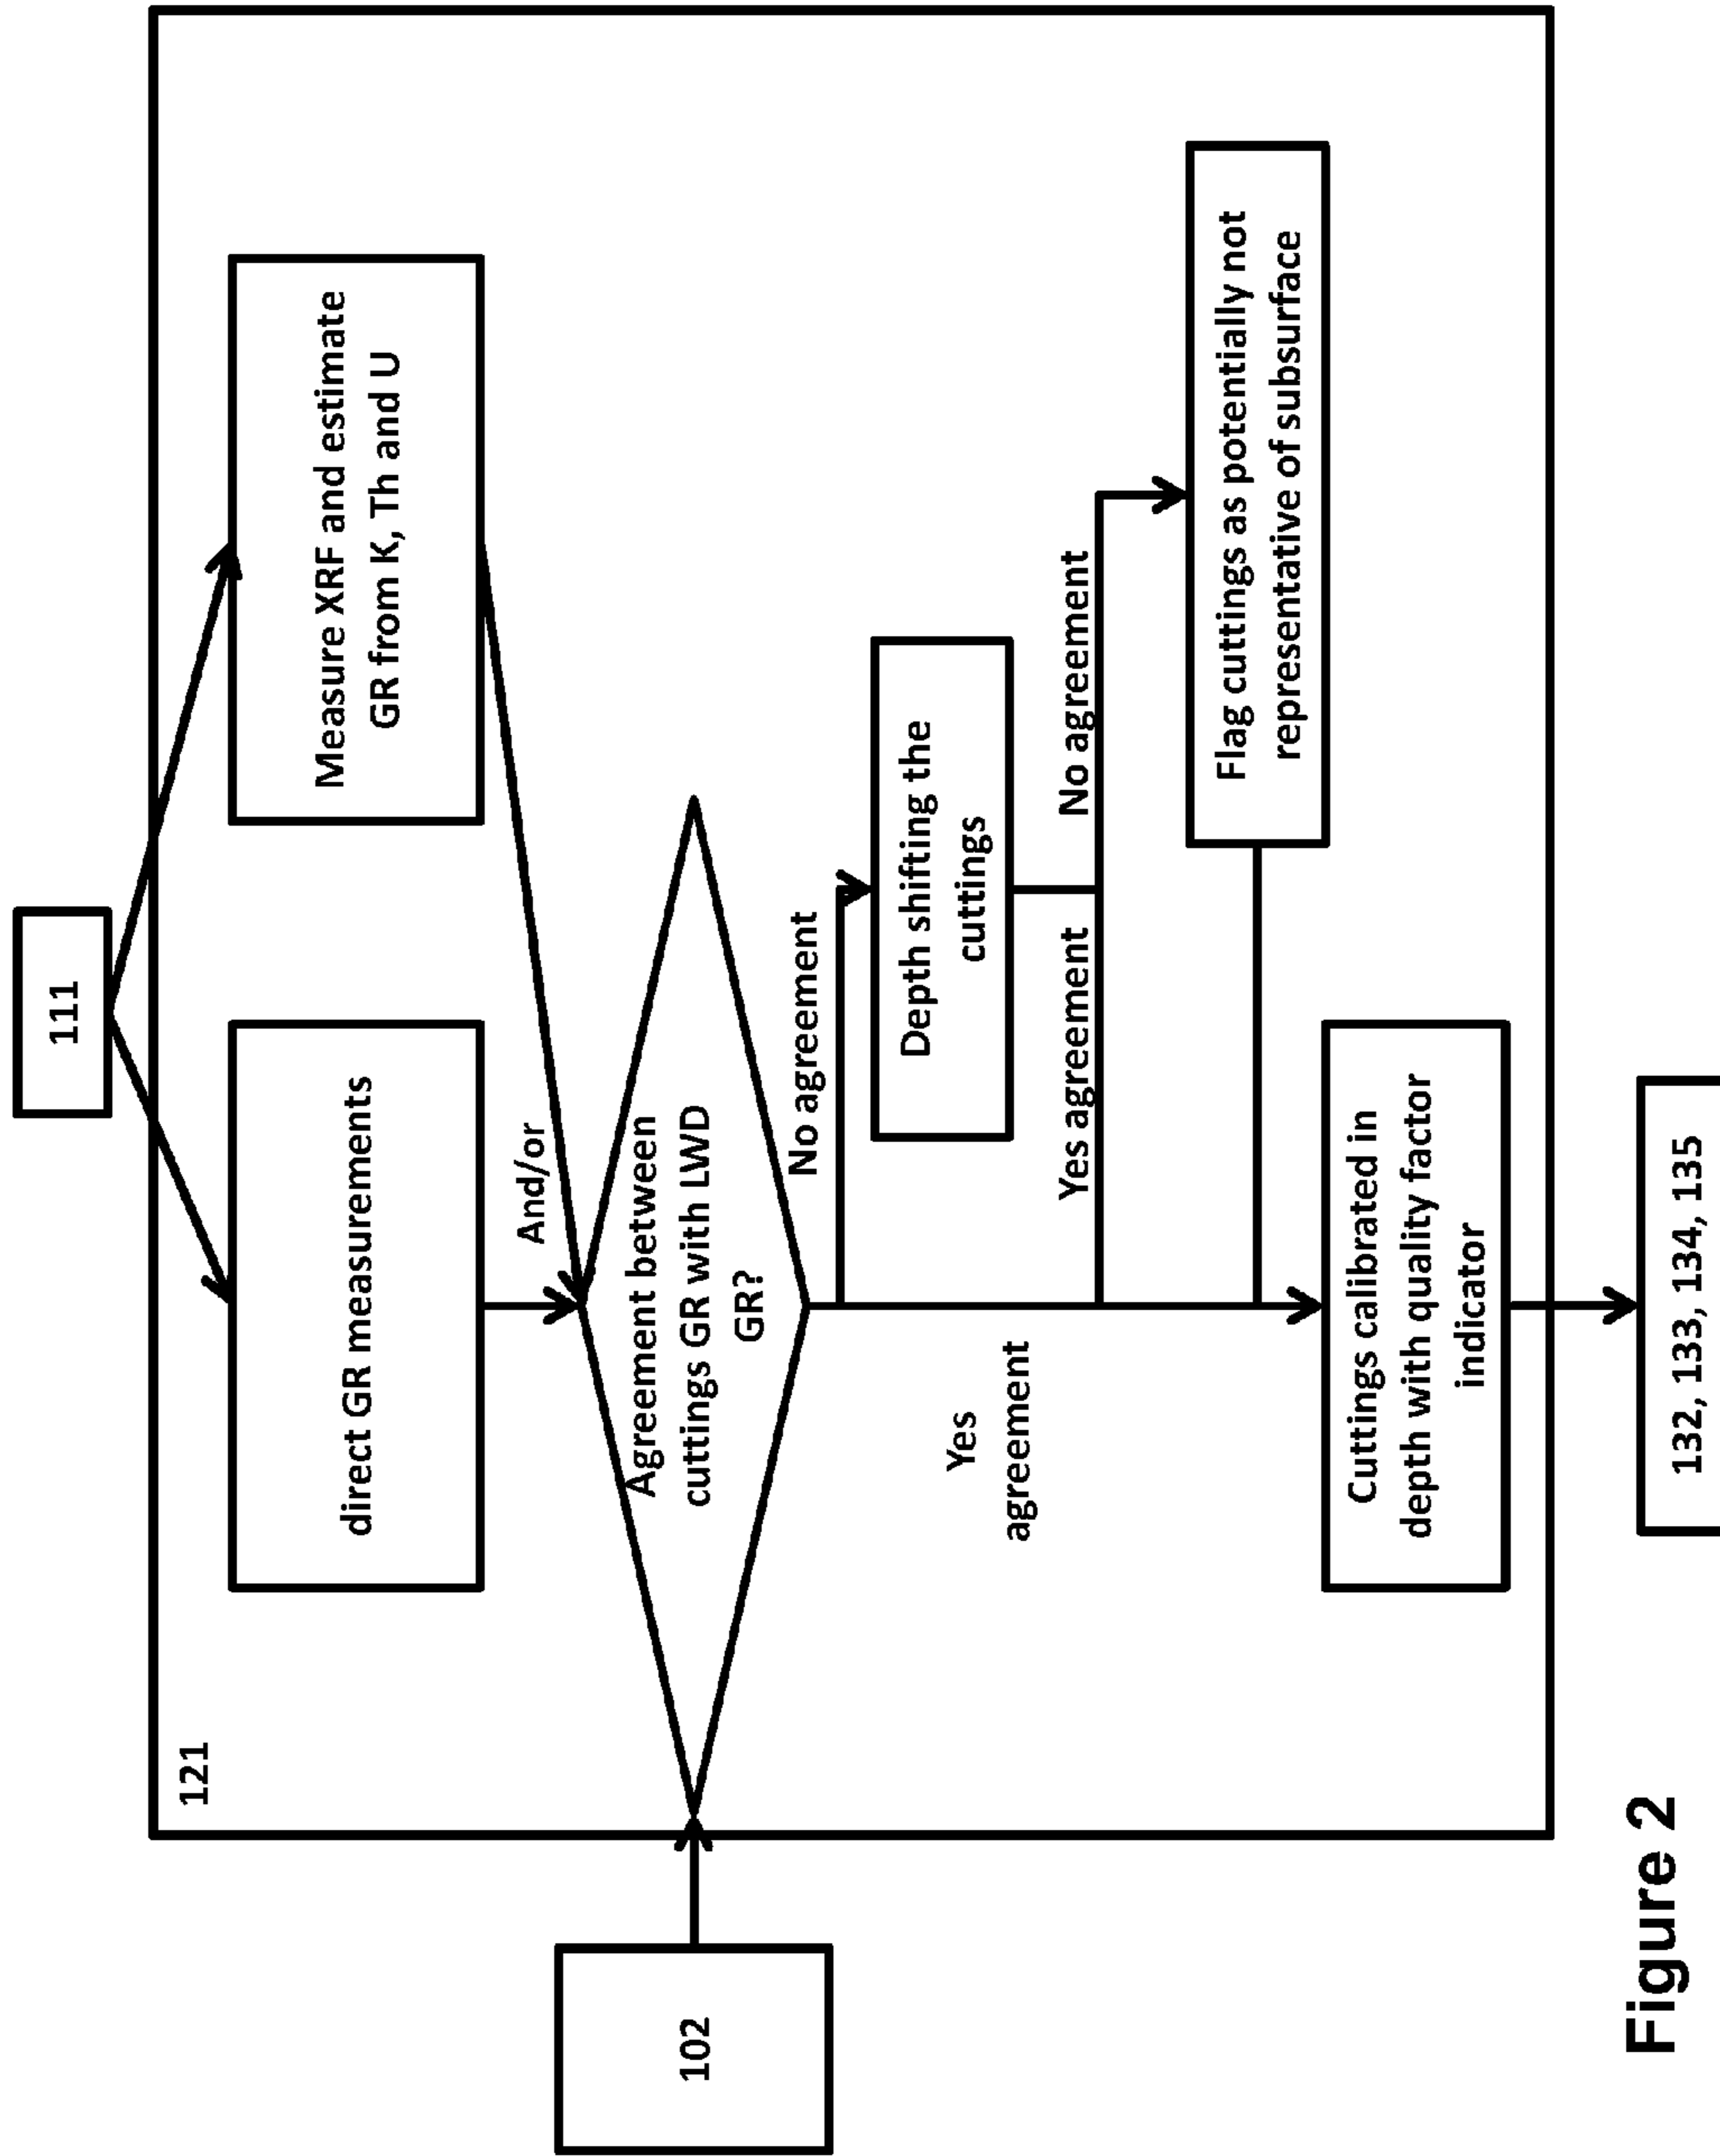 111
121
direct GR measurements
Measure XRF and estimate
GR from K, Th and U
And/or
102
Agreement between
cuttings GR with LWD
GR?
No agreement
Depth shifting the
cuttings
Yes
agreement
Yes agreement
No agreement
Flag cuttings as potentially not
representative of subsurface
Cuttings calibrated in
depth with quality factor
indicator
132, 133, 134, 135
Figure 2